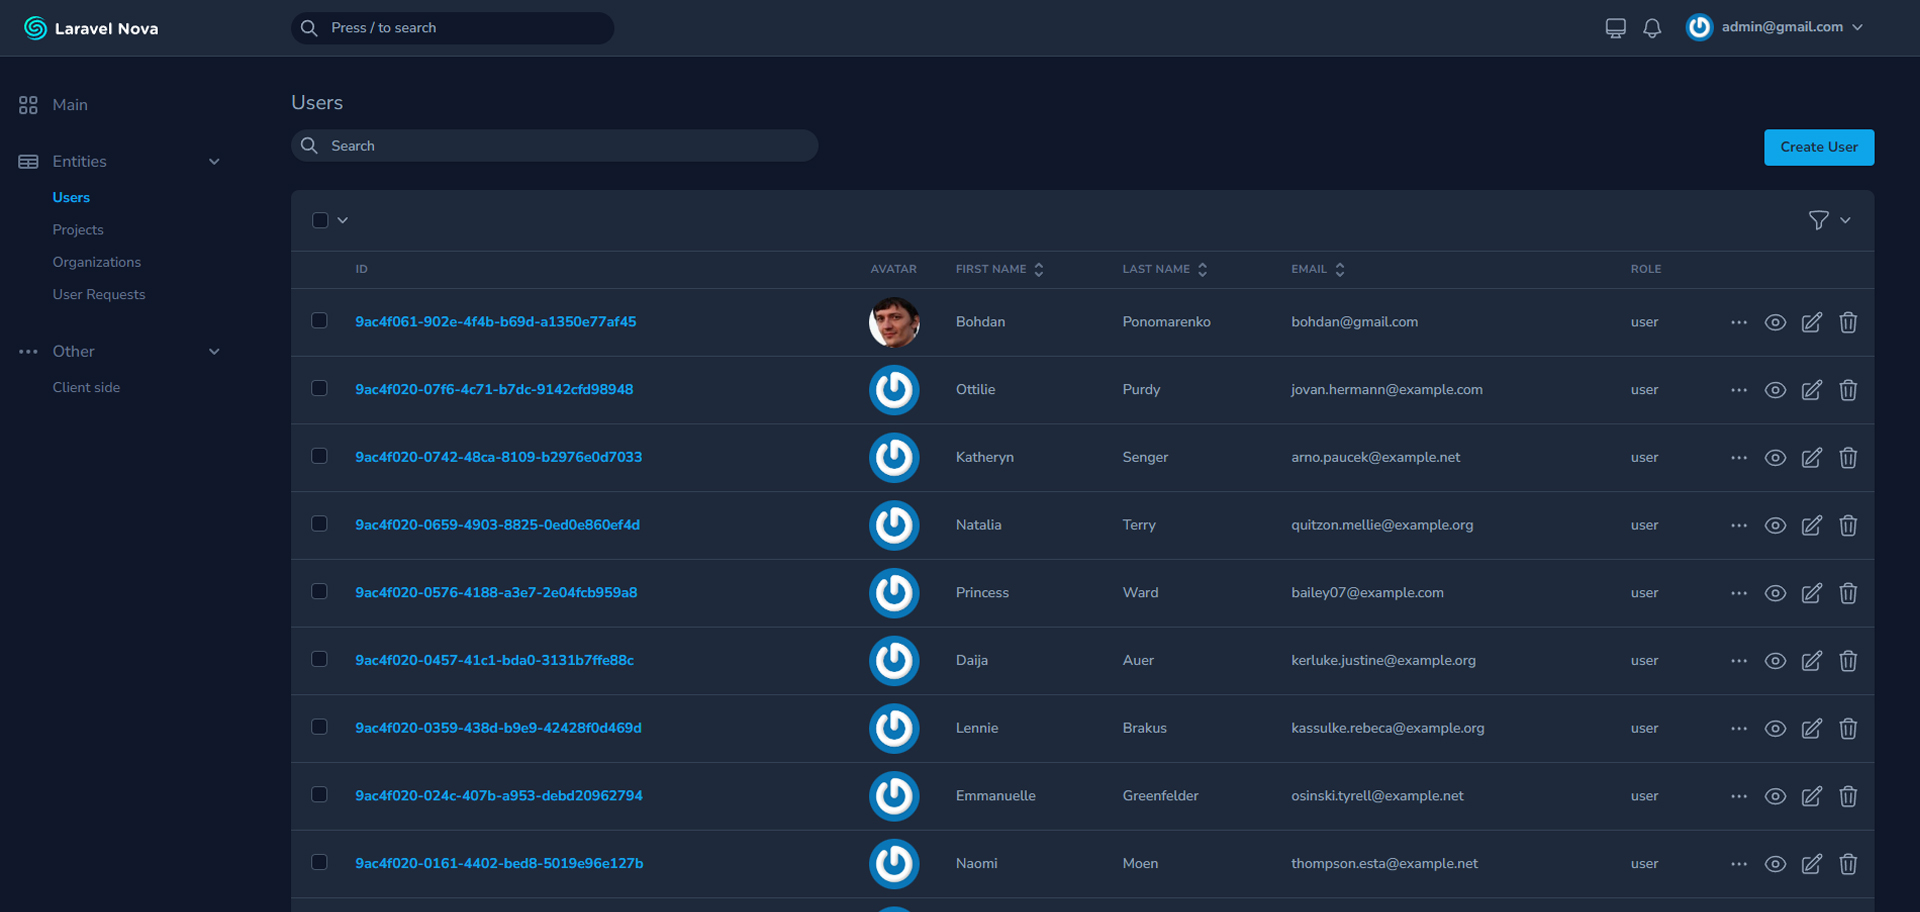 Laravel Nova
Press / to search
admin@gmail.com
Main
Entities
Users
Projects
Organizations
User Requests
Other
Client side
Users
Search
Create User
ID AVATAR FIRST NAME LAST NAME EMAIL ROLE
9ac4f061-902e-4f4b-b69d-a1350e77af45 Bohdan Ponomarenko bohdan@gmail.com user
9ac4f020-07f6-4c71-b7dc-9142cfd98948 Ottilie Purdy jovan.hermann@example.com user
9ac4f020-0742-48ca-8109-b2976e0d7033 Katheryn Senger arno.paucek@example.net user
9ac4f020-0659-4903-8825-0ed0e860ef4d Natalia Terry quitzon.mellie@example.org user
9ac4f020-0576-4188-a3e7-2e04fcb959a8 Princess Ward bailey07@example.com user
9ac4f020-0457-41c1-bda0-3131b7ffe88c Daija Auer kerluke.justine@example.org user
9ac4f020-0359-438d-b9e9-42428f0d469d Lennie Brakus kassulke.rebeca@example.org user
9ac4f020-024c-407b-a953-debd20962794 Emmanuelle Greenfelder osinski.tyrell@example.net user
9ac4f020-0161-4402-bed8-5019e96e127b Naomi Moen thompson.esta@example.net user